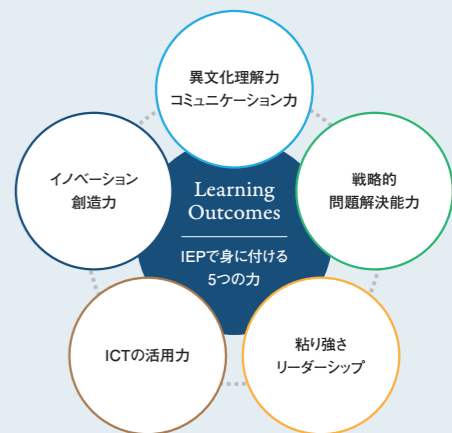 異文化理解力
コミュニケーション力
イノベーション
創造力
Learning
Outcomes
IEPで身に付ける
5つの力
戦略的
問題解決能力
ICTの活用力
粘り強さ
リーダーシップ